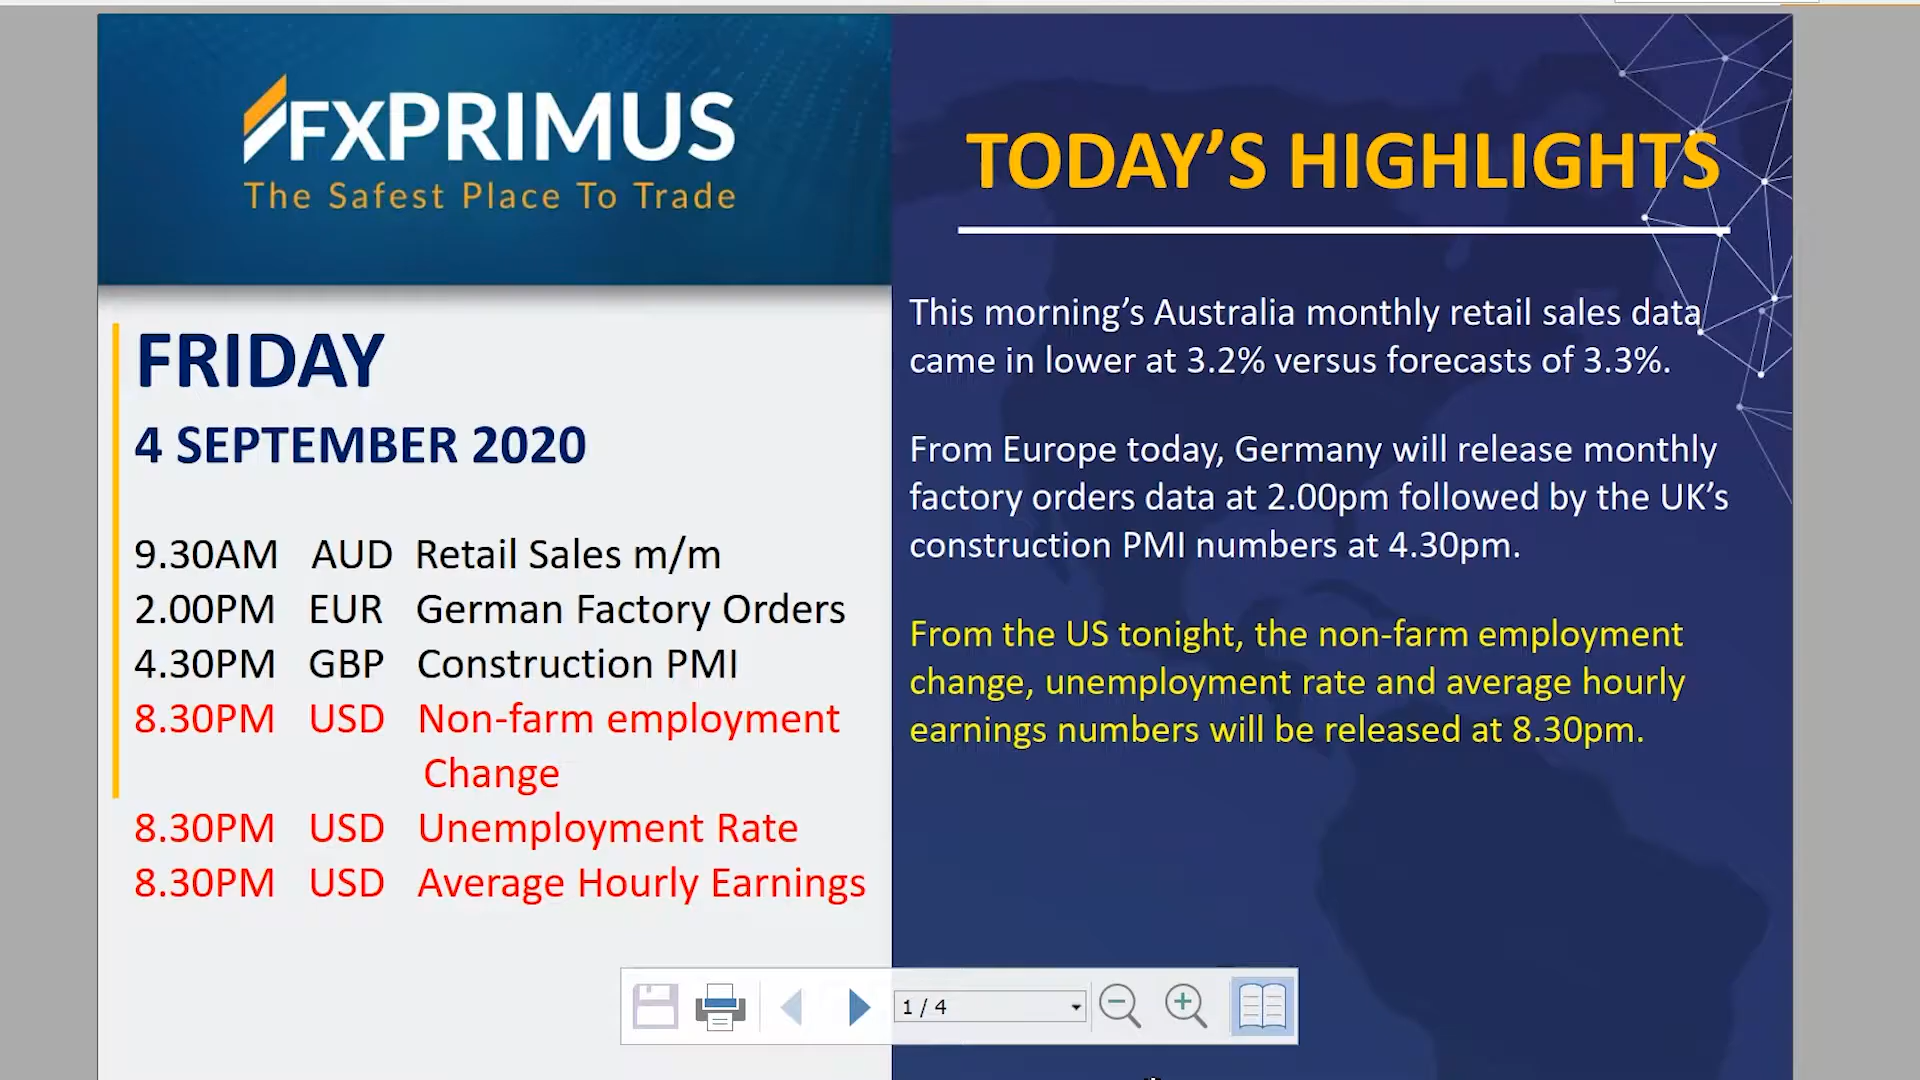 FXPRIMUS
The Safest Place To Trade
FRIDAY
4 SEPTEMBER 2020
9.30AM AUD Retail Sales m/m
2.00PM EUR German Factory Orders
4.30PM GBP Construction PMI
8.30PM USD Non-farm employment
Change
8.30PM USD Unemployment Rate
8.30PM USD Average Hourly Earnings
TODAY’S HIGHLIGHTS
This morning’s Australia monthly retail sales data
came in lower at 3.2% versus forecasts of 3.3%.
From Europe today, Germany will release monthly
factory orders data at 2.00pm followed by the UK’s
construction PMI numbers at 4.30pm.
From the US tonight, the non-farm employment
change, unemployment rate and average hourly
earnings numbers will be released at 8.30pm.
1 / 4